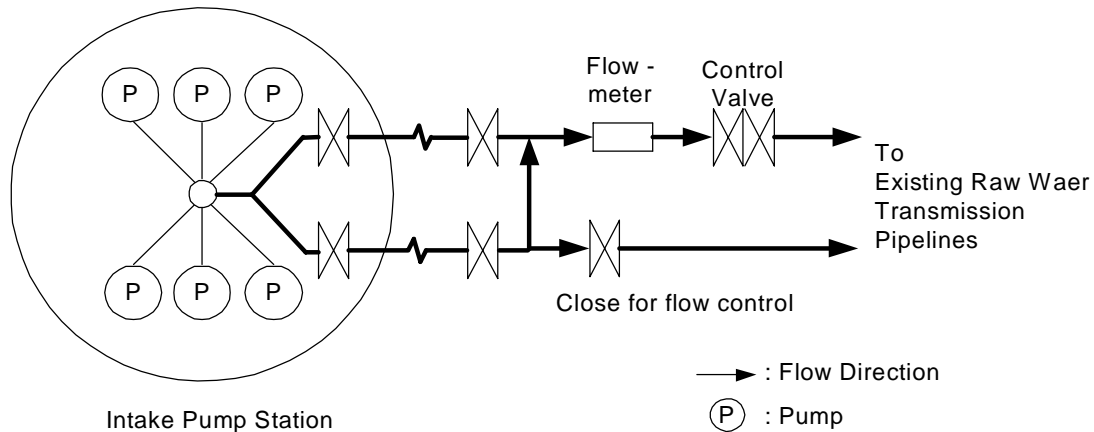 P P P
P P P
Flow -
meter
Control
Valve
To
Existing Raw Waer
Transmission
Pipelines
Close for flow control
Intake Pump Station
: Flow Direction
P : Pump